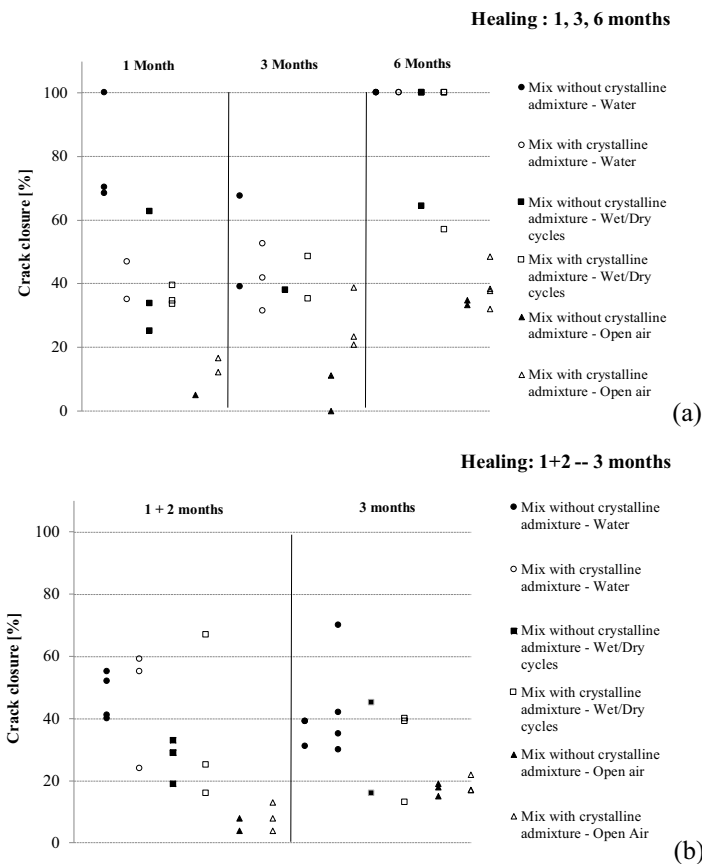 Healing : 1, 3, 6 months
1 Month
3 Months
6 Months
100
80
60
40
20
0
Crack closure [%]
Mix without crystalline
admixture - Water
Mix with crystalline
admixture - Water
Mix without crystalline
admixture - Wet/Dry
cycles
Mix with crystalline
admixture - Wet/Dry
cycles
Mix without crystalline
admixture - Open air
Mix with crystalline
admixture - Open air
(a)
Healing: 1+2 -- 3 months
1 + 2 months
3 months
100
80
60
40
20
0
Crack closure [%]
Mix without crystalline
admixture - Water
Mix with crystalline
admixture - Water
Mix without crystalline
admixture - Wet/Dry
cycles
Mix with crystalline
admixture - Wet/Dry
cycles
Mix without crystalline
admixture - Open air
Mix with crystalline
admixture - Open Air
(b)